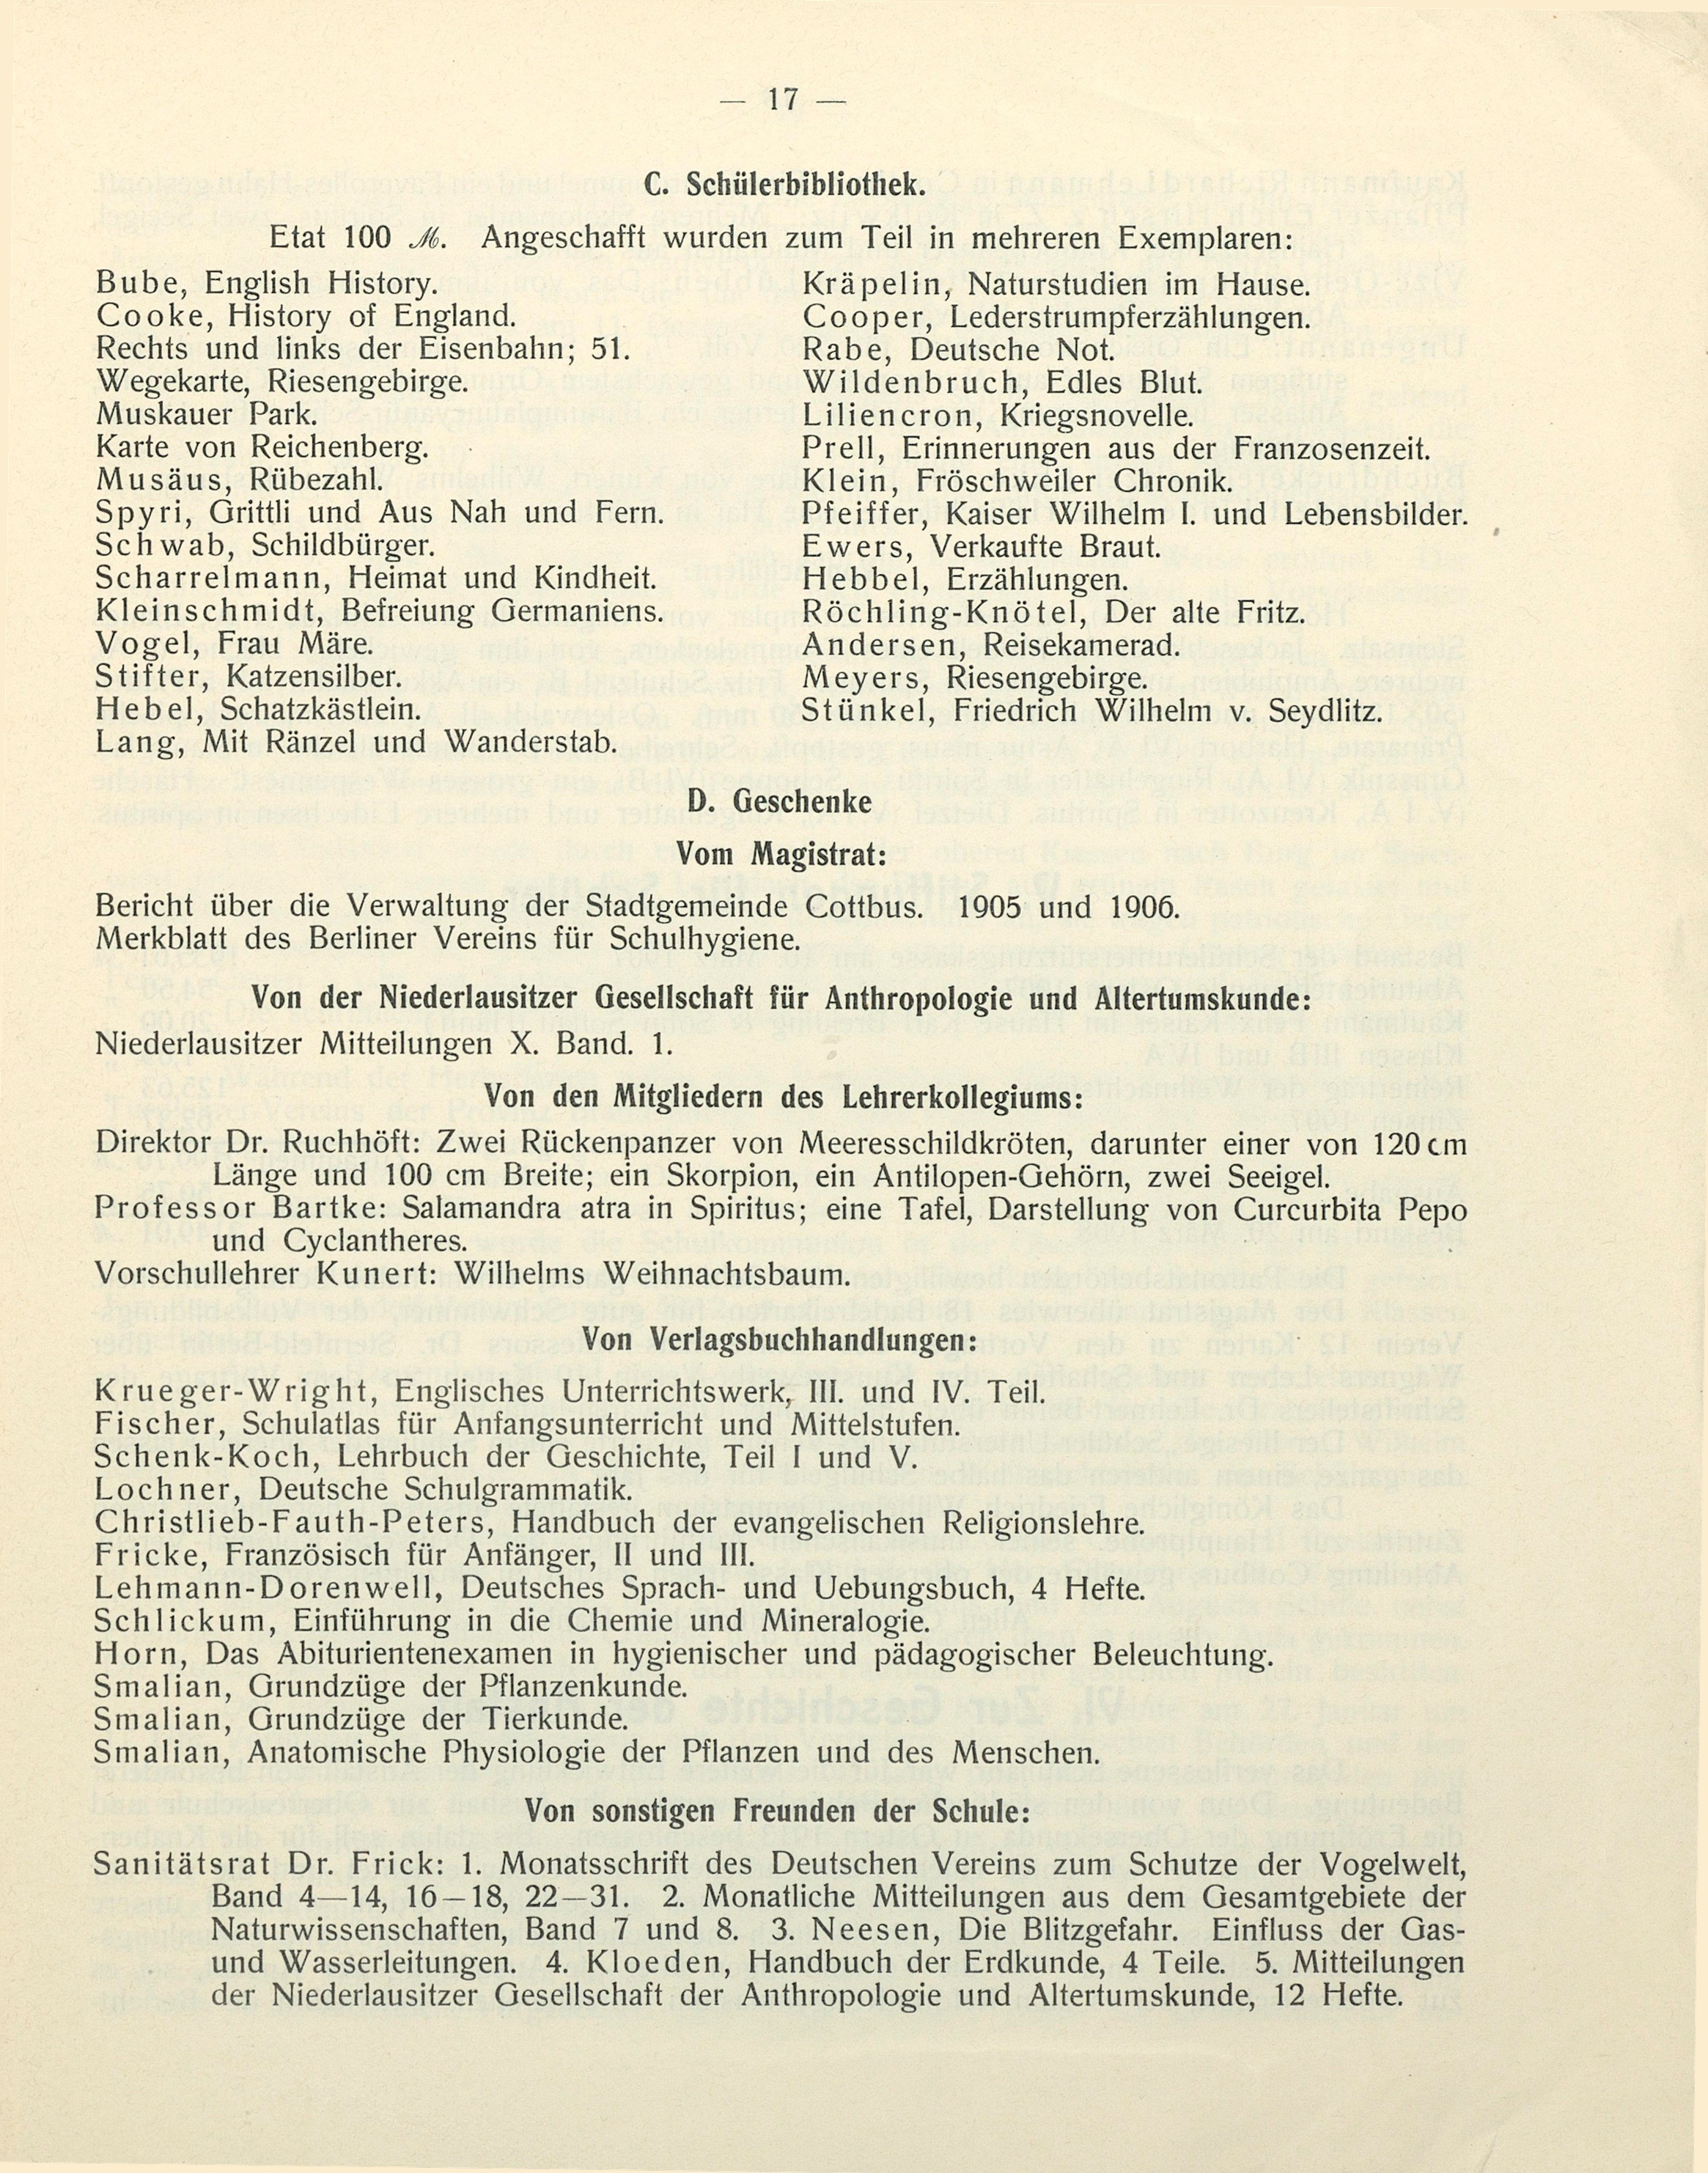 — 17 —
C. Schülerbibliothek.
Etat 100 ℳ. Angeschafft wurden zum Teil in mehreren Exemplaren:
Bube, English History.
Cooke, History of England.
Rechts und links der Eisenbahn; 51.
Wegekarte, Riesengebirge.
Muskauer Park.
Karte von Reichenberg.
Musäus, Rübezahl.
Spyri, Grittli und Aus Nah und Fern.
Schwab, Schildbürger.
Scharrelmann, Heimat und Kindheit.
Kleinschmidt, Befreiung Germaniens.
Vogel, Frau Märe.
Stifter, Katzensilber.
Hebel, Schatzkästlein.
Lang, Mit Ränzel und Wanderstab.
Kräpelin, Naturstudien im Hause.
Cooper, Lederstrumpferzählungen.
Rabe, Deutsche Not.
Wildenbruch, Edles Blut.
Liliencron, Kriegsnovelle.
Prell, Erinnerungen aus der Franzosenzeit.
Klein, Fröschweiler Chronik.
Pfeiffer, Kaiser Wilhelm I. und Lebensbilder.
Ewers, Verkaufte Braut.
Hebbel, Erzählungen.
Röchling-Knötel, Der alte Fritz.
Andersen, Reisekamerad.
Meyers, Riesengebirge.
Stünkel, Friedrich Wilhelm v. Seydlitz.
D. Geschenke
Vom Magistrat:
Bericht über die Verwaltung der Stadtgemeinde Cottbus. 1905 und 1906.
Merkblatt des Berliner Vereins für Schulhygiene.
Von der Niederlausitzer Gesellschaft für Anthropologie und Altertumskunde:
Niederlausitzer Mitteilungen X. Band. 1.
Von den Mitgliedern des Lehrerkollegiums:
Direktor Dr. Ruchhöft: Zwei Rückenpanzer von Meeresschildkröten, darunter einer von 120 cm
Länge und 100 cm Breite; ein Skorpion, ein Antilopen-Gehörn, zwei Seeigel.
Professor Bartke: Salamandra atra in Spiritus; eine Tafel, Darstellung von Curcurbita Pepo
und Cyclantheres.
Vorschullehrer Kunert: Wilhelms Weihnachtsbaum.
Von Verlagsbuchhandlungen:
Krueger-Wright, Englisches Unterrichtswerk, III. und IV. Teil.
Fischer, Schulatlas für Anfangsunterricht und Mittelstufen.
Schenk-Koch, Lehrbuch der Geschichte, Teil I und V.
Lochner, Deutsche Schulgrammatik.
Christlieb-Fauth-Peters, Handbuch der evangelischen Religionslehre.
Fricke, Französisch für Anfänger, II und III.
Lehmann-Dorenwell, Deutsches Sprach- und Uebungsbuch, 4 Hefte.
Schlickum, Einführung in die Chemie und Mineralogie.
Horn, Das Abiturientenexamen in hygienischer und pädagogischer Beleuchtung.
Smalian, Grundzüge der Pflanzenkunde.
Smalian, Grundzüge der Tierkunde.
Smalian, Anatomische Physiologie der Pflanzen und des Menschen.
Von sonstigen Freunden der Schule:
Sanitätsrat Dr. Frick: 1. Monatsschrift des Deutschen Vereins zum Schutze der Vogelwelt,
Band 4—14, 16—18, 22—31. 2. Monatliche Mitteilungen aus dem Gesamtgebiete der
Naturwissenschaften, Band 7 und 8. 3. Neesen, Die Blitzgefahr. Einfluss der Gas-
und Wasserleitungen. 4. Kloeden, Handbuch der Erdkunde, 4 Teile. 5. Mitteilungen
der Niederlausitzer Gesellschaft der Anthropologie und Altertumskunde, 12 Hefte.